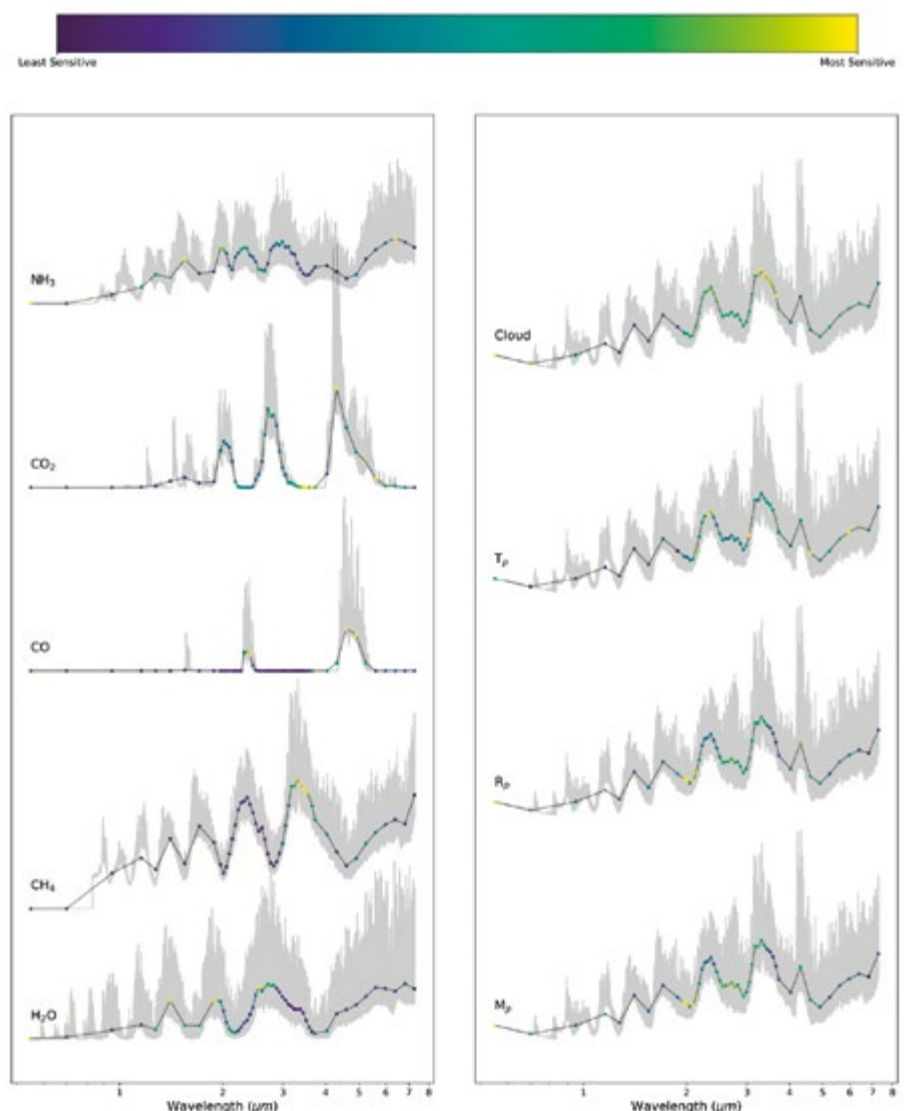 Least Sensitive
Most Sensitive
NH₃
CO₂
CO
CH₄
H₂O
1 2 3 4 5 6 7 8
Wavelength (μm)
Cloud
Tₚ
Rₚ
Mₚ
1 2 3 4 5 6 7 8
Wavelength (μm)